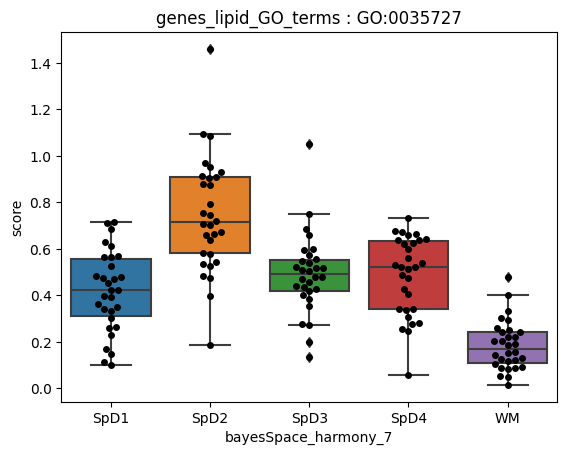 genes_lipid_GO_terms : GO:0035727
score
1.4
1.2
1.0
0.8
0.6
0.4
0.2
0.0
SpD1 SpD2 SpD3 SpD4 WM
bayesSpace_harmony_7